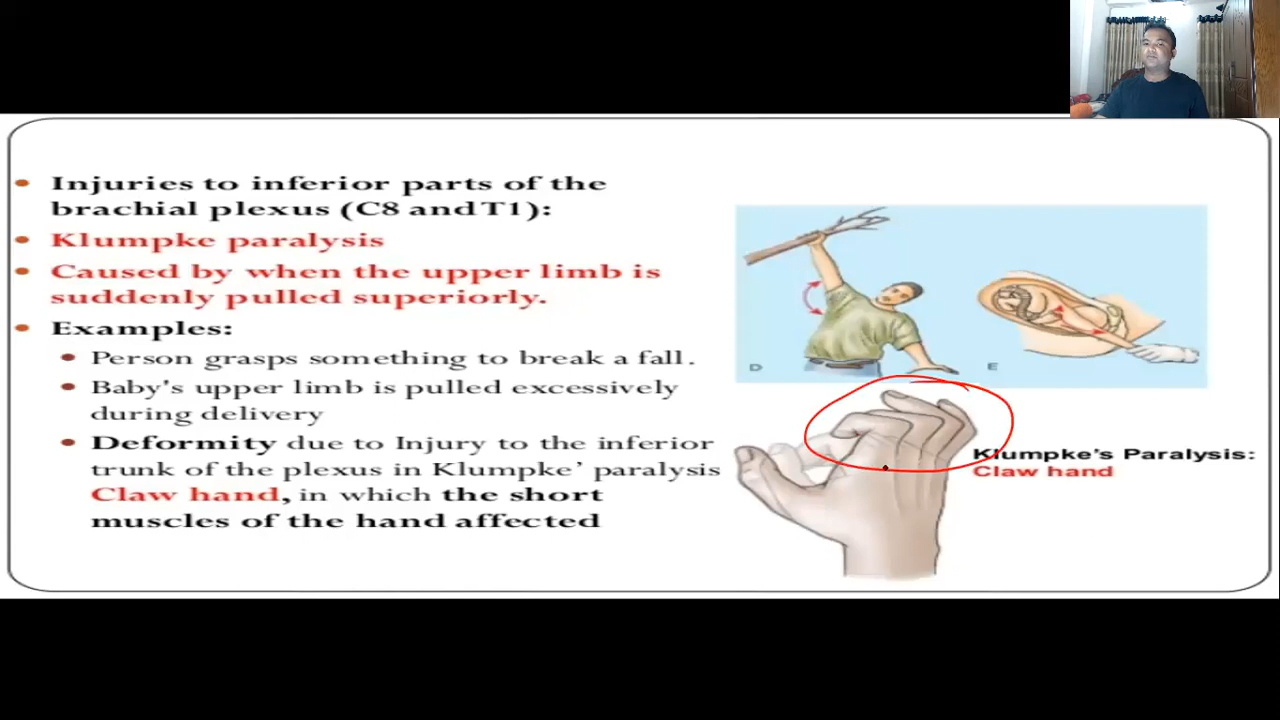 Injuries to inferior parts of the
brachial plexus (C8 and T1):
Klumpke paralysis
Caused by when the upper limb is
suddenly pulled superiorly.
Examples:
Person grasps something to break a fall.
Baby's upper limb is pulled excessively
during delivery
Deformity due to Injury to the inferior
trunk of the plexus in Klumpke' paralysis
Claw hand, in which the short
muscles of the hand affected
D
E
Klumpke's Paralysis:
Claw hand